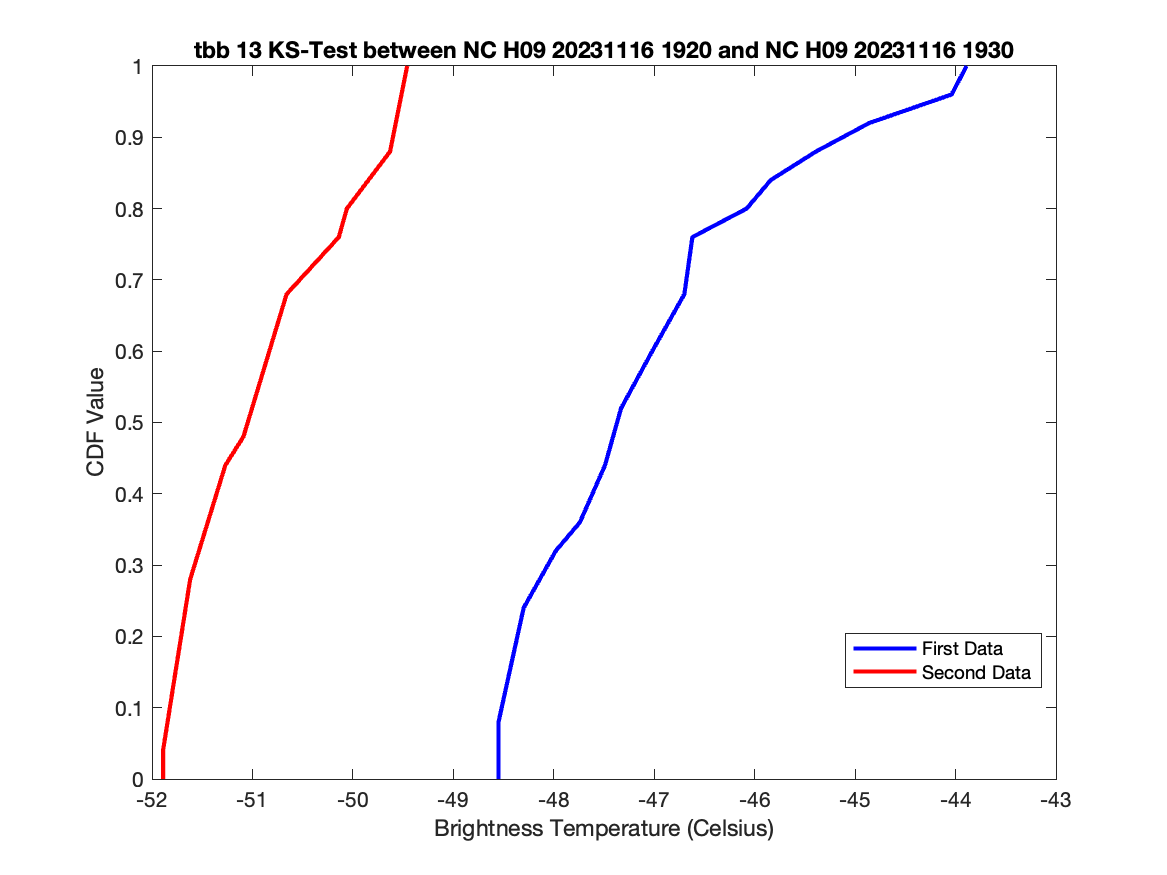 tbb 13 KS-Test between NC H09 20231116 1920 and NC H09 20231116 1930
1
0.9
0.8
0.7
0.6
0.5
0.4
0.3
0.2
0.1
0
CDF Value
First Data
Second Data
-52 -51 -50 -49 -48 -47 -46 -45 -44 -43
Brightness Temperature (Celsius)